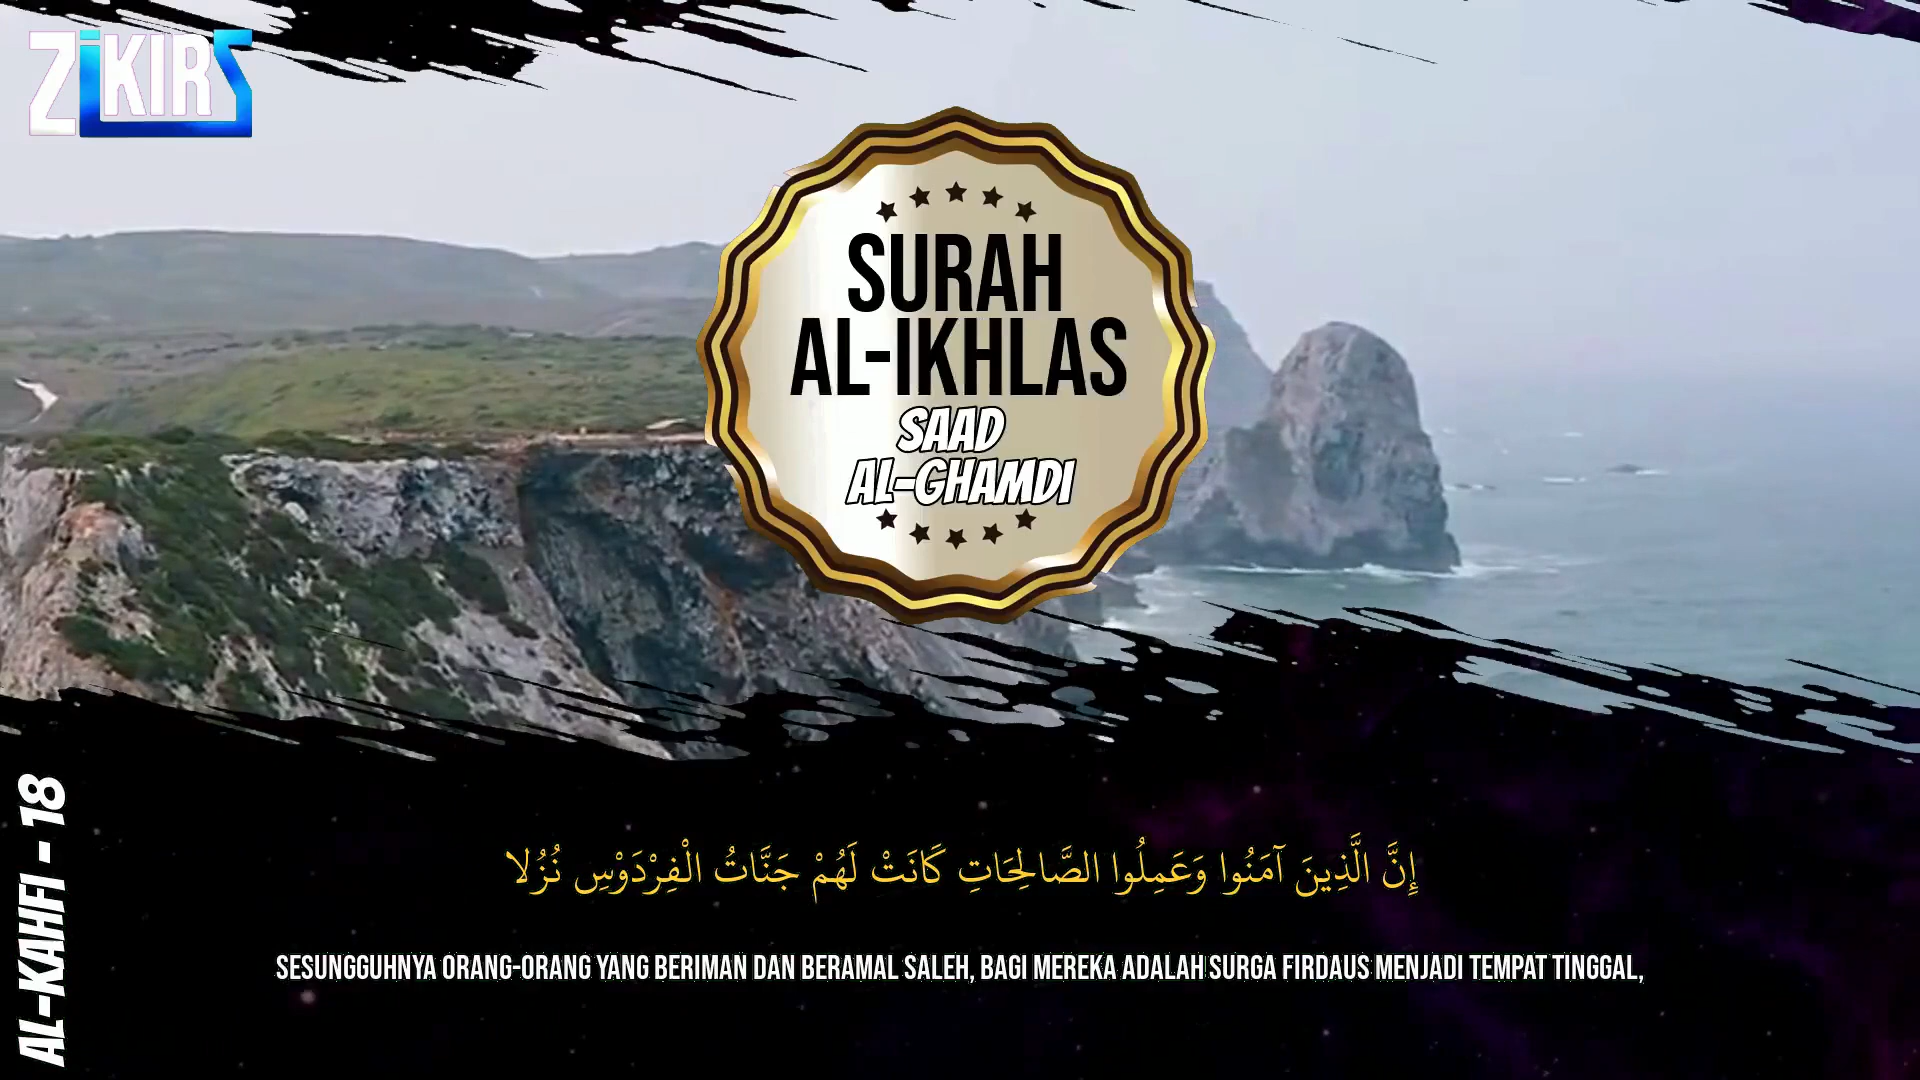 ZIKIRS
SURAH
AL-IKHLAS
SAAD
AL-GHAMDI
إِنَّ الَّذِينَ آمَنُوا وَعَمِلُوا الصَّالِحَاتِ كَانَتْ لَهُمْ جَنَّاتُ الْفِرْدَوْسِ نُزُلا
SESUNGGUHNYA ORANG-ORANG YANG BERIMAN DAN BERAMAL SALEH, BAGI MEREKA ADALAH SURGA FIRDAUS MENJADI TEMPAT TINGGAL,
AL-KAHFI - 18